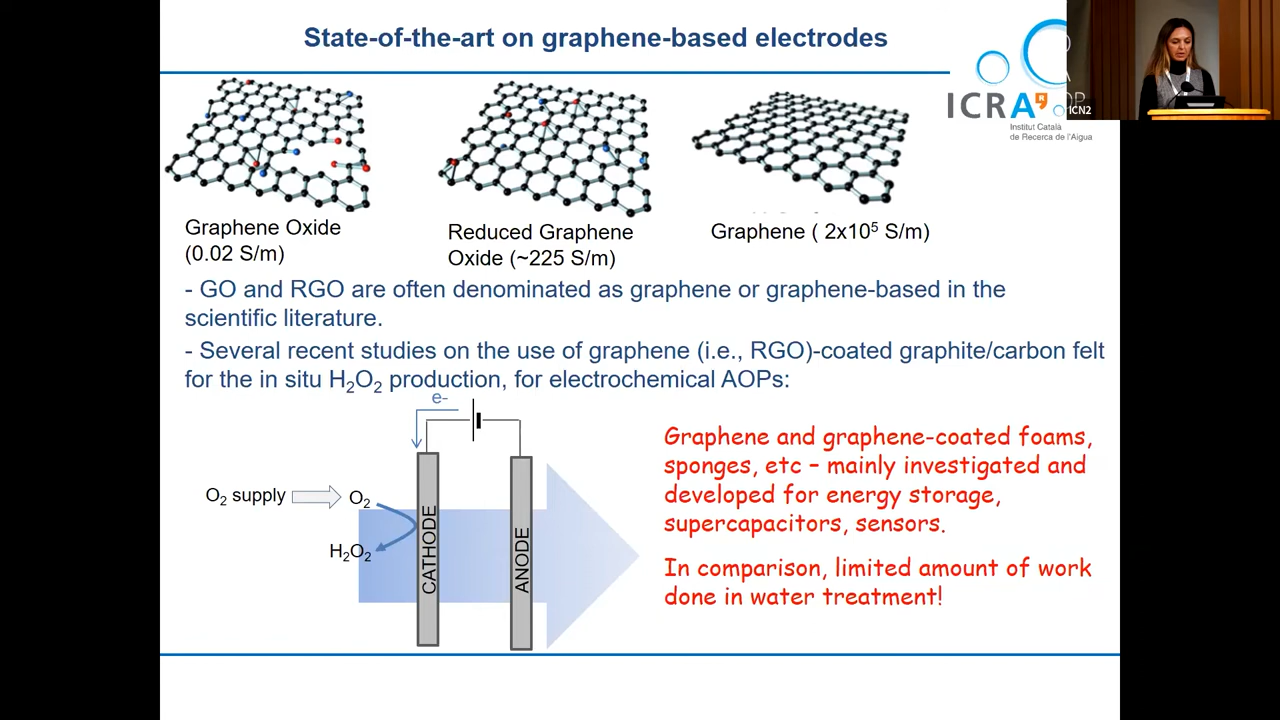 State-of-the-art on graphene-based electrodes
ICRA
Institut Català
de Recerca de l'Aigua
ICN2
Graphene Oxide
(0.02 S/m)
Reduced Graphene
Oxide (~225 S/m)
Graphene ( 2x10⁵ S/m)
- GO and RGO are often denominated as graphene or graphene-based in the
scientific literature.
- Several recent studies on the use of graphene (i.e., RGO)-coated graphite/carbon felt
for the in situ H₂O₂ production, for electrochemical AOPs:
e-
O₂ supply
O₂
H₂O₂
CATHODE
ANODE
Graphene and graphene-coated foams,
sponges, etc – mainly investigated and
developed for energy storage,
supercapacitors, sensors.
In comparison, limited amount of work
done in water treatment!